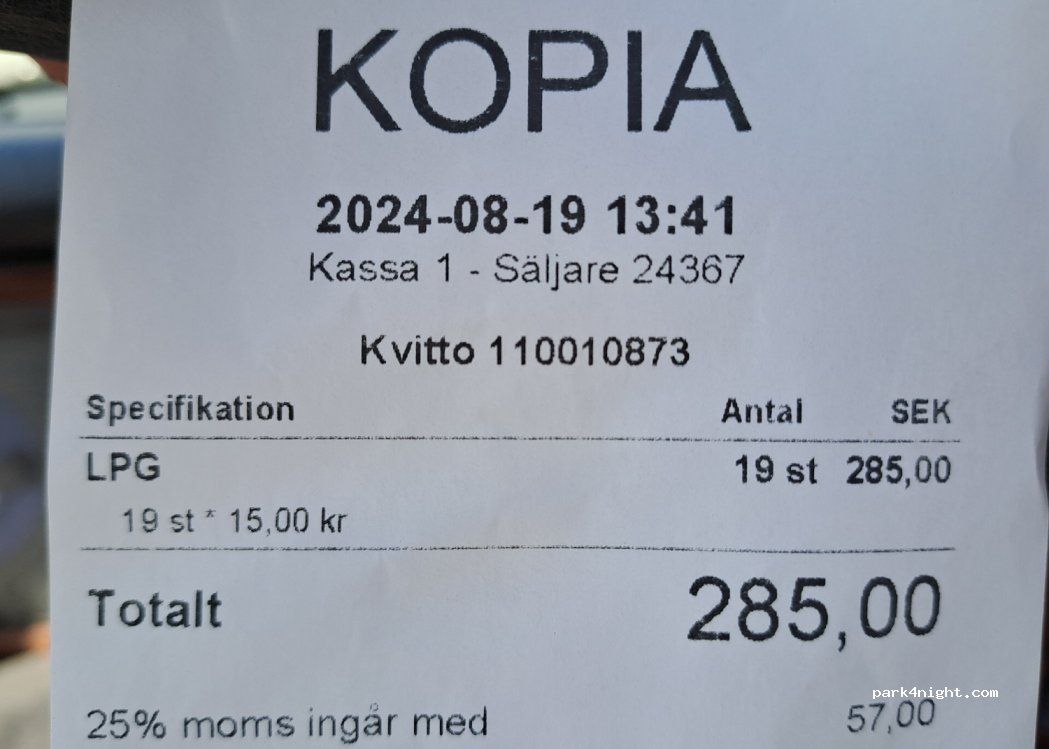 KOPIA
2024-08-19 13:41
Kassa 1 - Säljare 24367
Kvitto 110010873
Specifikation Antal SEK
LPG 19 st 285,00
19 st * 15,00 kr
Totalt 285,00
park4night.com
25% moms ingår med 57,00